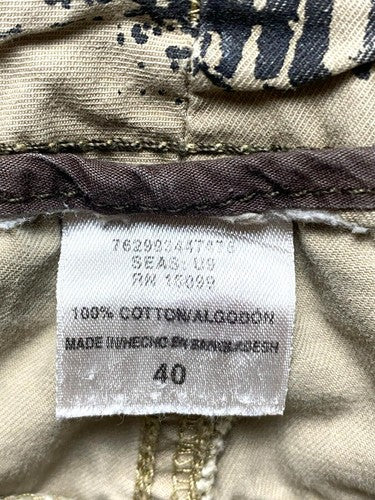 SEAS: U9
RN 15099
100% COTTON/ALGODON
MADE IN/HECHO EN BANGLADESH
40